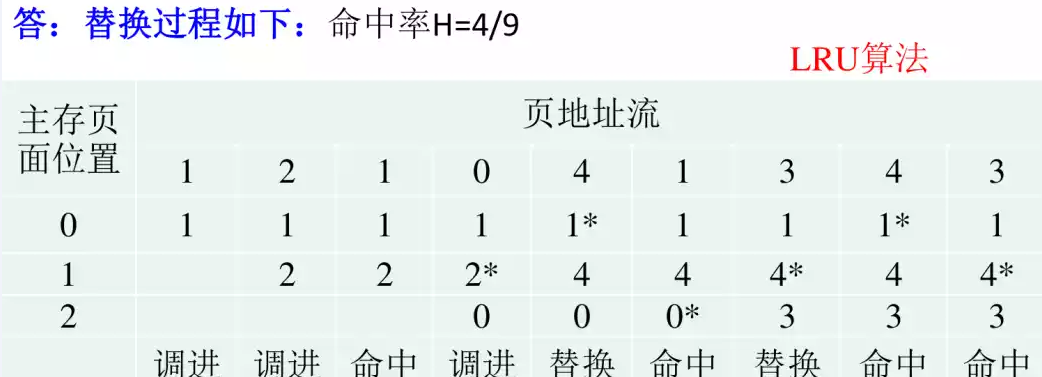 答：替换过程如下：命中率H=4/9
LRU算法
主存页面位置 页地址流
1 2 1 0 4 1 3 4 3
0 1 1 1 1 1* 1 1 1* 1
1 2 2 2* 4 4 4* 4 4*
2 0 0 0* 3 3 3
调进 调进 命中 调进 替换 命中 替换 命中 命中